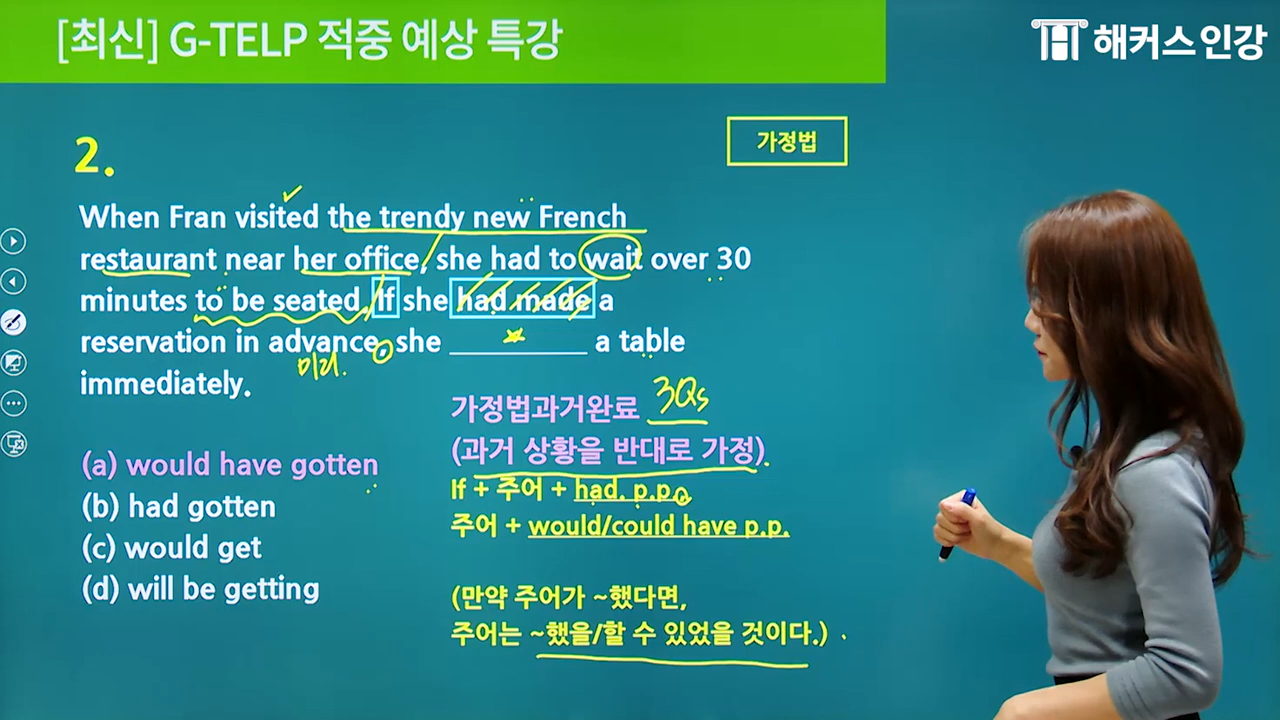 [최신] G-TELP 적중 예상 특강
해커스인강
가정법
2.
When Fran visited the trendy new French
restaurant near her office, she had to wait over 30
minutes to be seated. If she had made a
reservation in advance, she ________ a table
미리.
immediately.
가정법과거완료 3Qs
(과거 상황을 반대로 가정)
If + 주어 + had. p.p.
주어 + would/could have p.p.
(만약 주어가 ~했다면,
주어는 ~했을/할 수 있었을 것이다.)
(a) would have gotten
(b) had gotten
(c) would get
(d) will be getting